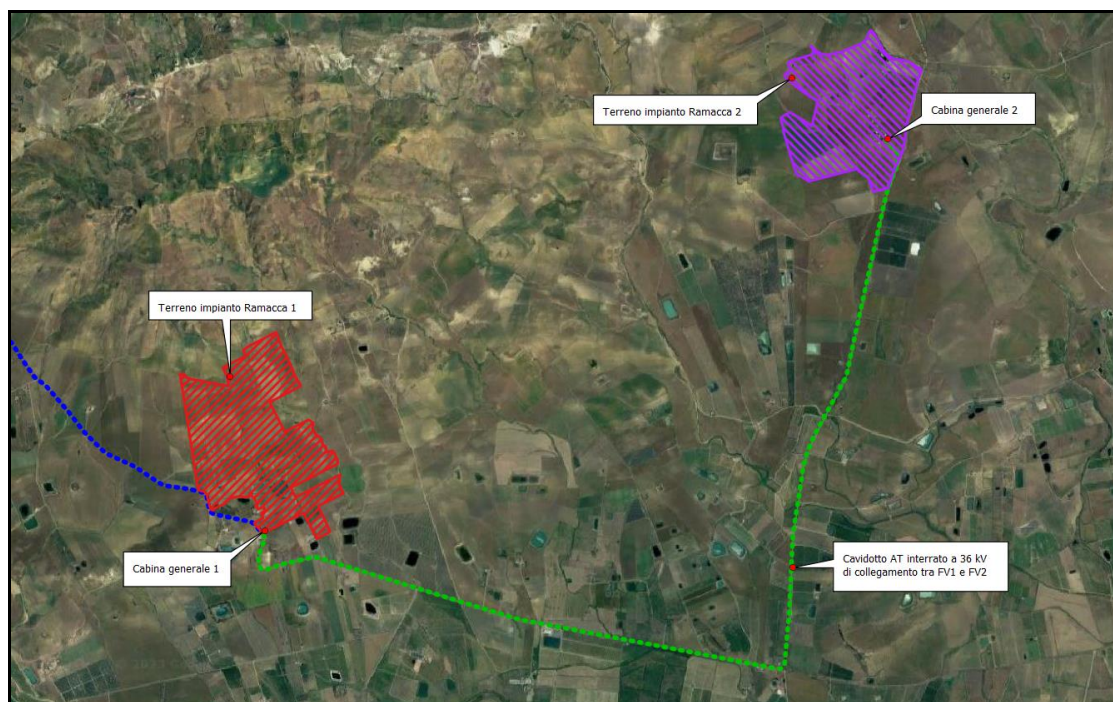 Terreno impianto Ramacca 2
Cabina generale 2
Terreno impianto Ramacca 1
Cabina generale 1
Cavidotto AT interrato a 36 kV
di collegamento tra FV1 e FV2